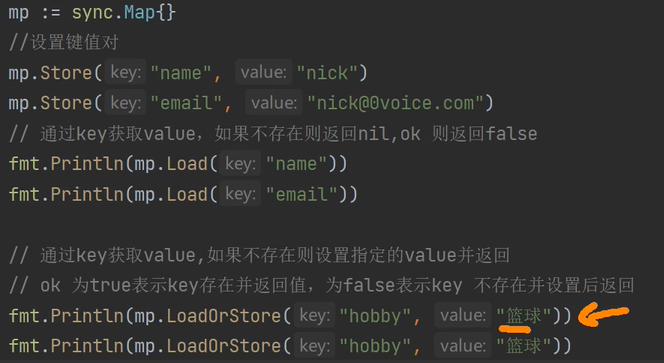 mp := sync.Map{}
//设置键值对
mp.Store( key: "name", value: "nick")
mp.Store( key: "email", value: "nick@0voice.com")
// 通过key获取value，如果不存在则返回nil,ok 则返回false
fmt.Println(mp.Load( key: "name"))
fmt.Println(mp.Load( key: "email"))
// 通过key获取value,如果不存在则设置指定的value并返回
// ok 为true表示key存在并返回值，为false表示key 不存在并设置后返回
fmt.Println(mp.LoadOrStore( key: "hobby", value: "篮球"))
fmt.Println(mp.LoadOrStore( key: "hobby", value: "篮球"))